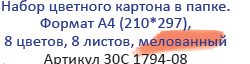 Набор цветного картона в папке.
Формат А4 (210*297),
8 цветов, 8 листов, мелованный
Артикул 30С 1794-08